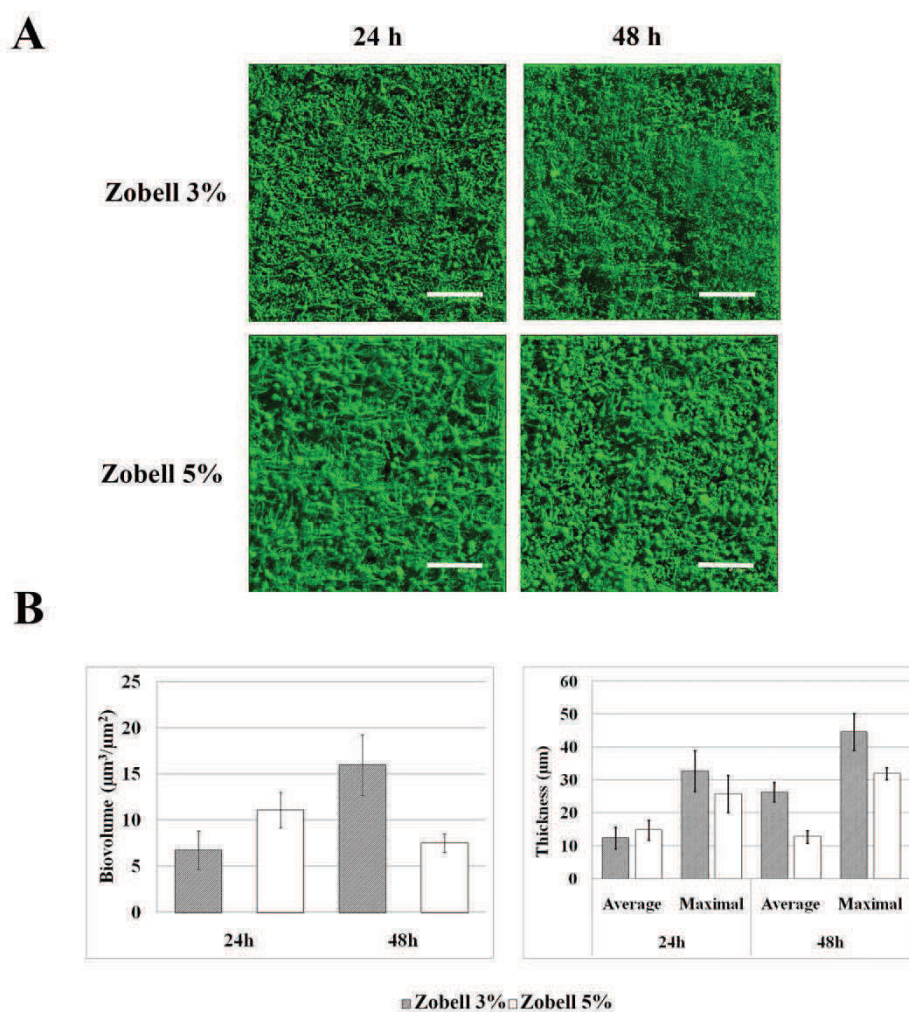 A
24 h 48 h
Zobell 3%
Zobell 5%
B
25
20
15
10
5
0
Biovolume (µm³/µm²)
24h 48h
60
50
40
30
20
10
0
Thickness (µm)
Average Maximal Average Maximal
24h 48h
Zobell 3% Zobell 5%